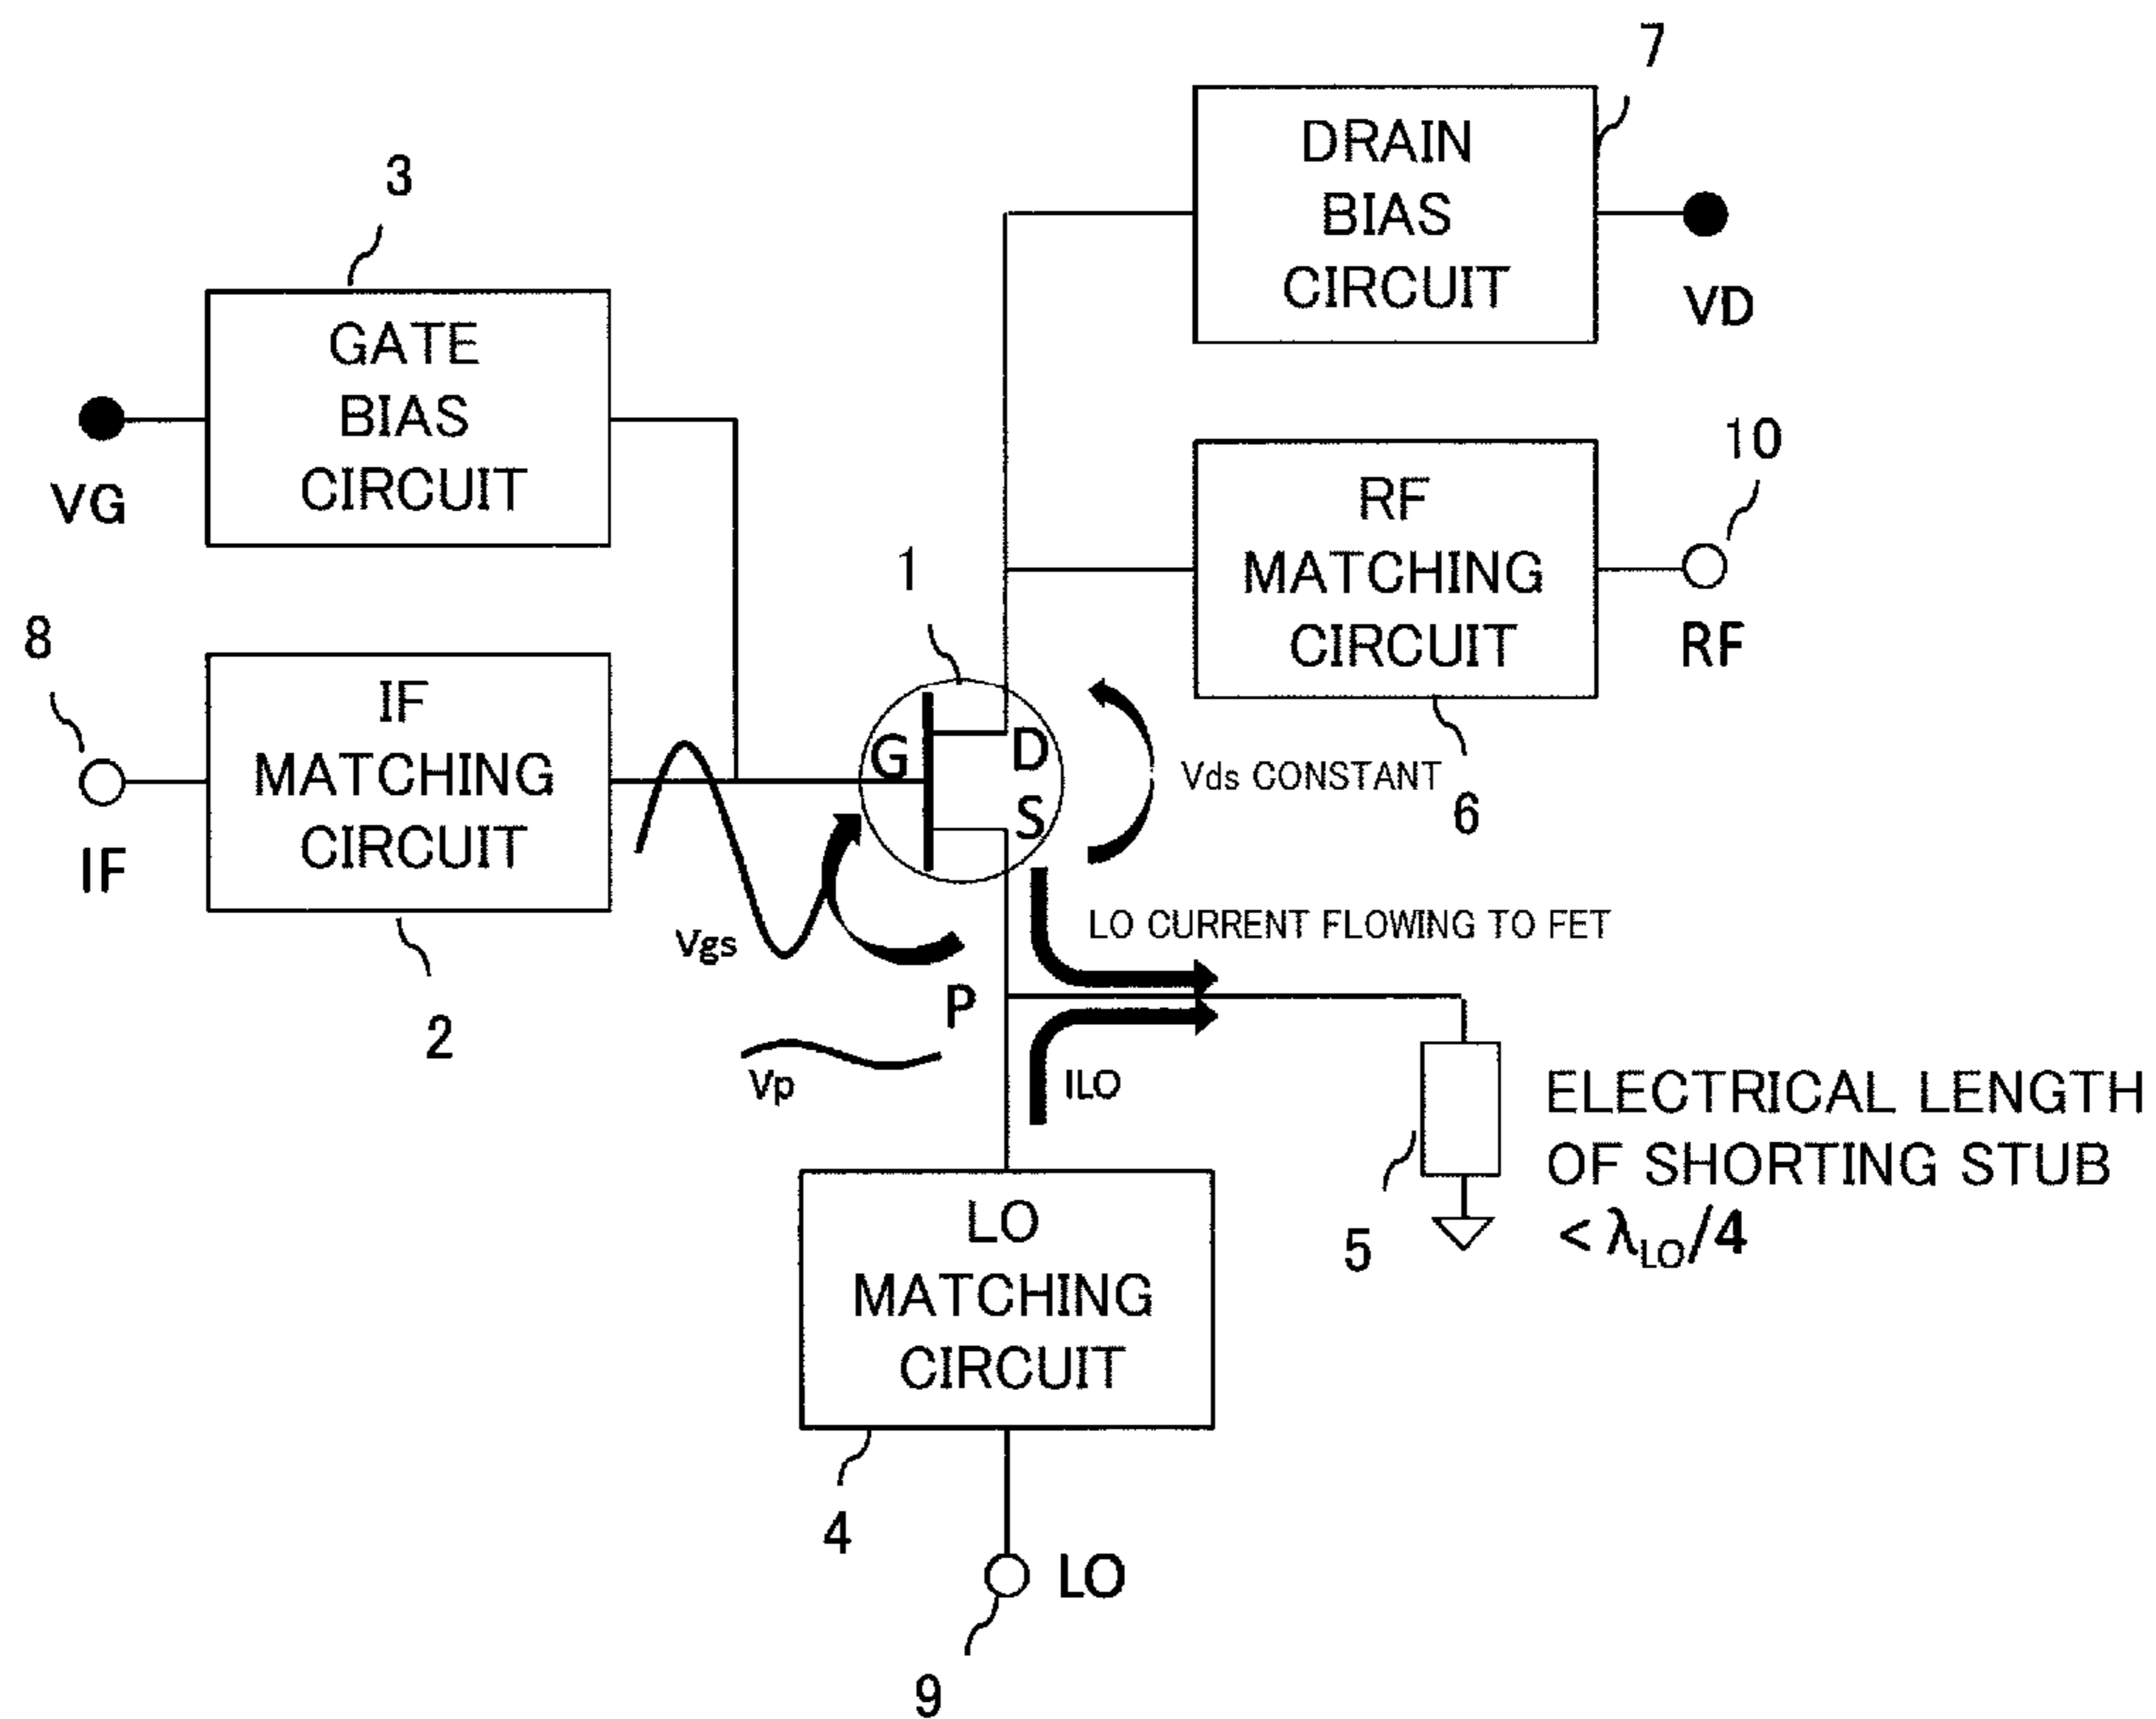 7
DRAIN
BIAS
CIRCUIT
VD
3
GATE
BIAS
CIRCUIT
VG
10
RF
MATCHING
CIRCUIT
RF
6
1
8
IF
MATCHING
CIRCUIT
IF
2
G
D
S
Vds CONSTANT
Vgs
LO CURRENT FLOWING TO FET
P
Vp
ILO
ELECTRICAL LENGTH
OF SHORTING STUB
< λLO/4
5
LO
MATCHING
CIRCUIT
4
LO
9